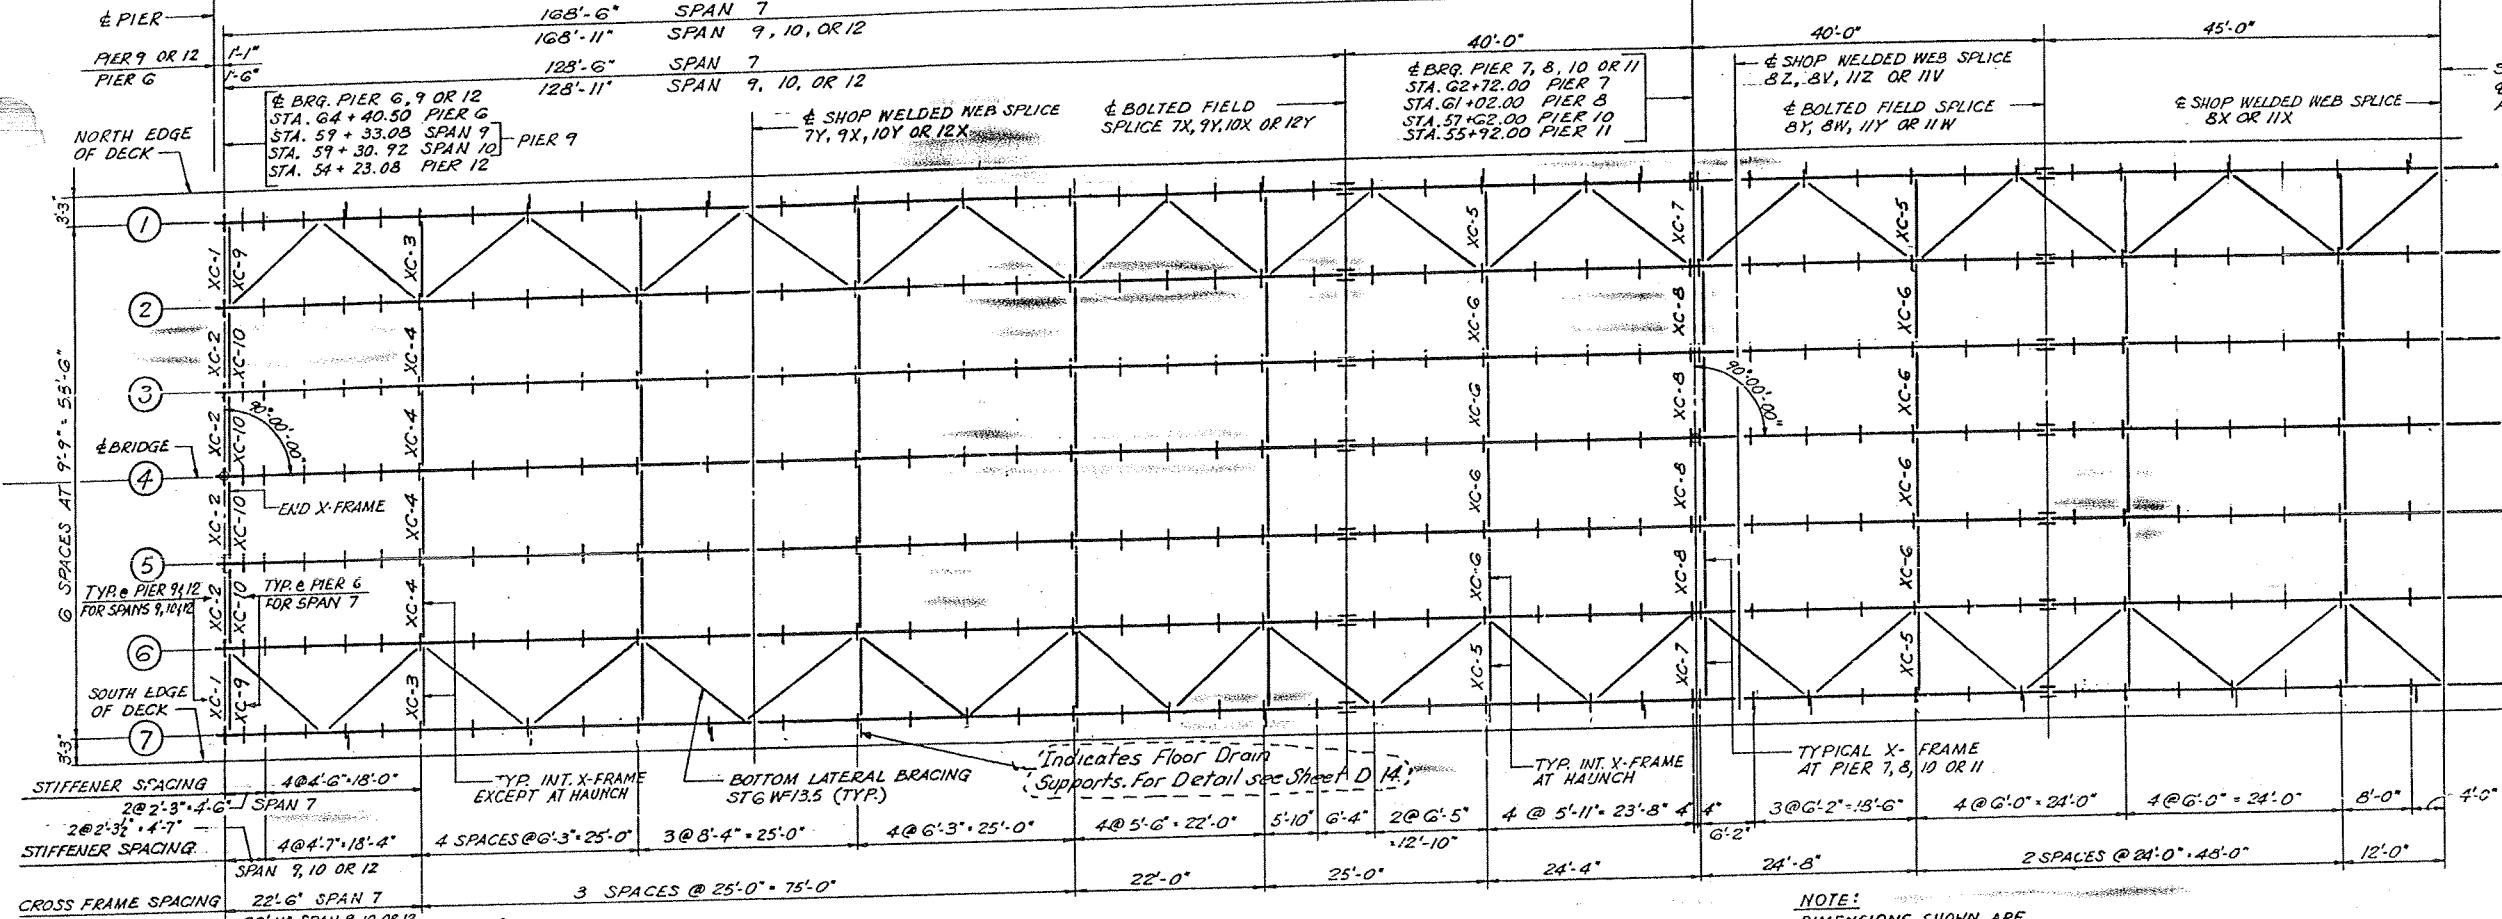 168'-6" SPAN 7
168'-11" SPAN 9, 10, OR 12
℄ PIER
PIER 9 OR 12 1'-1"
PIER 6 1'-6"
128'-6" SPAN 7
128'-11" SPAN 9, 10, OR 12
40'-0"
40'-0"
45'-0"
℄ BRG. PIER 6, 9 OR 12
STA. 64 + 40.50 PIER 6
STA. 59 + 33.08 SPAN 9
STA. 59 + 30.92 SPAN 10
PIER 9
STA. 54 + 23.08 PIER 12
℄ SHOP WELDED WEB SPLICE
7Y, 9X, 10Y OR 12X
℄ BOLTED FIELD
SPLICE 7X, 9Y, 10X OR 12Y
℄ BRG. PIER 7, 8, 10 OR 11
STA. 62+72.00 PIER 7
STA. 61+02.00 PIER 8
STA. 57+62.00 PIER 10
STA. 55+92.00 PIER 11
℄ SHOP WELDED WEB SPLICE
8Z, 8V, 11Z OR 11V
℄ BOLTED FIELD SPLICE
8Y, 8W, 11Y OR 11W
℄ SHOP WELDED WEB SPLICE
8X OR 11X
NORTH EDGE
OF DECK
3'-3"
1
XC-1
XC-9
XC-3
XC-5
XC-7
XC-5
2
XC-2
XC-10
XC-4
XC-6
XC-8
XC-6
3
XC-2
XC-10
90°-00'-00"
XC-4
XC-6
XC-8
90°-00'-00"
XC-6
℄ BRIDGE
4
XC-2
XC-10
END X-FRAME
XC-4
XC-6
XC-8
XC-6
5
XC-2
XC-10
XC-4
XC-6
XC-8
XC-6
6 SPACES AT 9'-9" = 58'-6"
TYP. @ PIER 9 & 12
FOR SPANS 9, 10 & 12
TYP. @ PIER 6
FOR SPAN 7
6
XC-1
XC-9
XC-3
XC-5
XC-7
XC-5
SOUTH EDGE
OF DECK
7
3'-3"
TYP. INT. X-FRAME
EXCEPT AT HAUNCH
BOTTOM LATERAL BRACING
ST6 WF13.5 (TYP.)
Indicates Floor Drain
Supports. For Detail see Sheet D 14.
TYP. INT. X-FRAME
AT HAUNCH
TYPICAL X-FRAME
AT PIER 7, 8, 10 OR 11
STIFFENER SPACING 4@4'-6"=18'-0"
2@2'-3"=4'-6" SPAN 7
2@2'-3½"=4'-7"
STIFFENER SPACING 4@4'-7"=18'-4" 4 SPACES @ 6'-3"=25'-0" 3@8'-4"=25'-0" 4@6'-3"=25'-0" 4@5'-6"=22'-0" 5'-10" 6'-4" 2@6'-5" 4 @ 5'-11"=23'-8" 4" 4" 3@6'-2"=18'-6" 4@6'-0"=24'-0" 4@6'-0"=24'-0" 8'-0" 4'-0"
=12'-10"
6'-2"
SPAN 9, 10 OR 12
CROSS FRAME SPACING 22'-6" SPAN 7 3 SPACES @ 25'-0" = 75'-0" 22'-0" 25'-0" 24'-4" 24'-8" 2 SPACES @ 24'-0"=48'-0" 12'-0"
NOTE:
DIMENSIONS SHOWN ARE